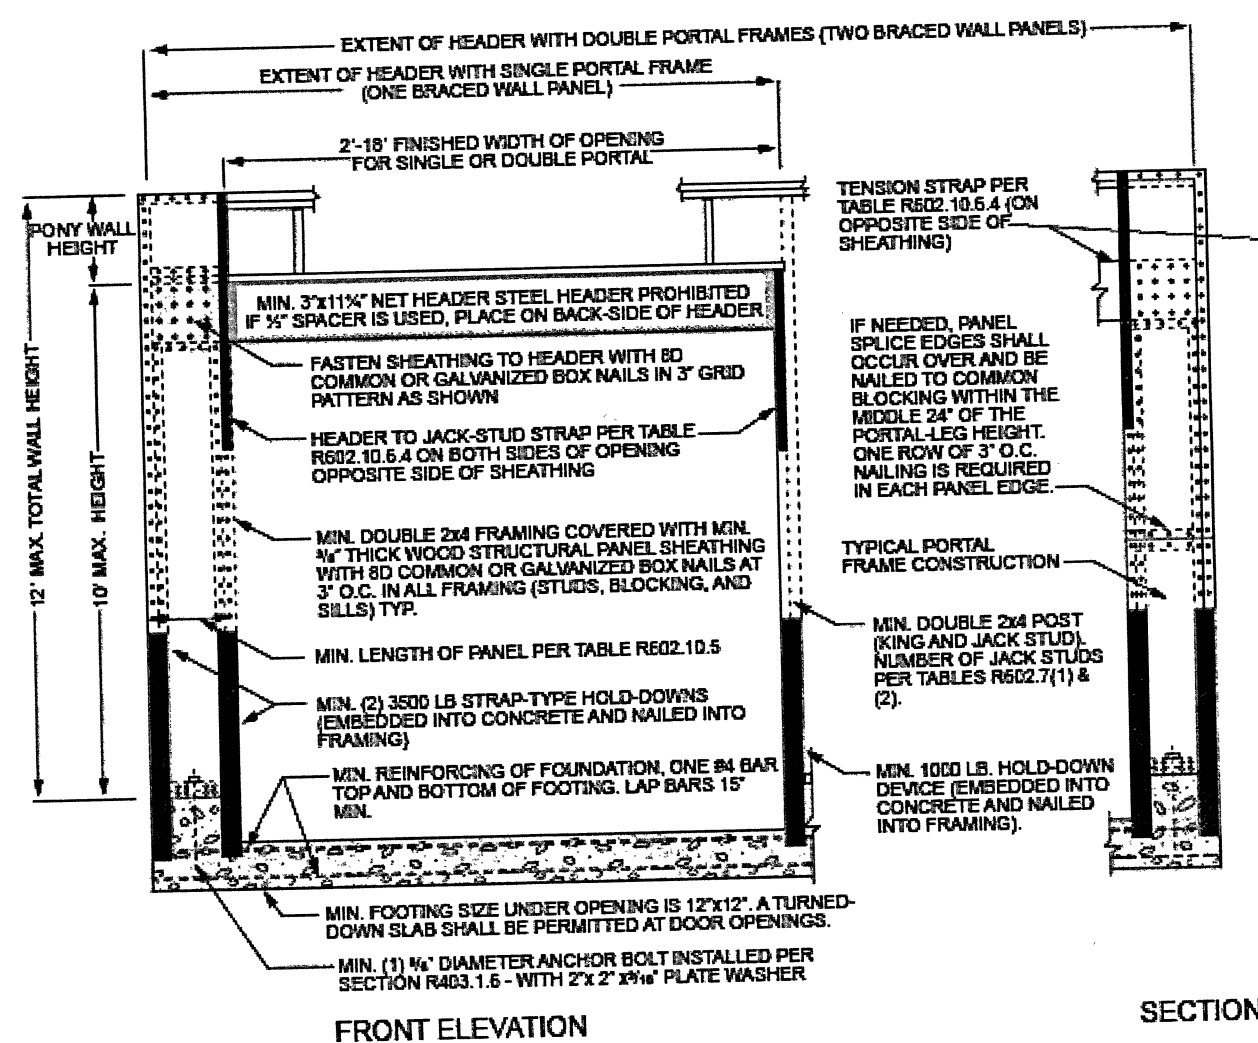 EXTENT OF HEADER WITH DOUBLE PORTAL FRAMES (TWO BRACED WALL PANELS)
EXTENT OF HEADER WITH SINGLE PORTAL FRAME
(ONE BRACED WALL PANEL)
2'-18' FINISHED WIDTH OF OPENING
FOR SINGLE OR DOUBLE PORTAL
PONY WALL
HEIGHT
12' MAX. TOTAL WALL HEIGHT
10' MAX. HEIGHT
MIN. 3"x11¼" NET HEADER STEEL HEADER PROHIBITED
IF ½" SPACER IS USED, PLACE ON BACK-SIDE OF HEADER
FASTEN SHEATHING TO HEADER WITH 8D
COMMON OR GALVANIZED BOX NAILS IN 3" GRID
PATTERN AS SHOWN
HEADER TO JACK-STUD STRAP PER TABLE
R602.10.6.4 ON BOTH SIDES OF OPENING
OPPOSITE SIDE OF SHEATHING
MIN. DOUBLE 2x4 FRAMING COVERED WITH MIN.
⅜" THICK WOOD STRUCTURAL PANEL SHEATHING
WITH 8D COMMON OR GALVANIZED BOX NAILS AT
3" O.C. IN ALL FRAMING (STUDS, BLOCKING, AND
SILLS) TYP.
MIN. LENGTH OF PANEL PER TABLE R602.10.5
MIN. (2) 3500 LB STRAP-TYPE HOLD-DOWNS
(EMBEDDED INTO CONCRETE AND NAILED INTO
FRAMING)
MIN. REINFORCING OF FOUNDATION, ONE #4 BAR
TOP AND BOTTOM OF FOOTING. LAP BARS 15"
MIN.
MIN. FOOTING SIZE UNDER OPENING IS 12"x12". A TURNED-
DOWN SLAB SHALL BE PERMITTED AT DOOR OPENINGS.
MIN. (1) ⅝" DIAMETER ANCHOR BOLT INSTALLED PER
SECTION R403.1.6 - WITH 2"x 2" x3/16" PLATE WASHER
FRONT ELEVATION
TENSION STRAP PER
TABLE R602.10.6.4 (ON
OPPOSITE SIDE OF
SHEATHING)
IF NEEDED, PANEL
SPLICE EDGES SHALL
OCCUR OVER AND BE
NAILED TO COMMON
BLOCKING WITHIN THE
MIDDLE 24" OF THE
PORTAL-LEG HEIGHT.
ONE ROW OF 3" O.C.
NAILING IS REQUIRED
IN EACH PANEL EDGE.
TYPICAL PORTAL
FRAME CONSTRUCTION
MIN. DOUBLE 2x4 POST
(KING AND JACK STUD).
NUMBER OF JACK STUDS
PER TABLES R602.7(1) &
(2).
MIN. 1000 LB. HOLD-DOWN
DEVICE (EMBEDDED INTO
CONCRETE AND NAILED
INTO FRAMING).
SECTION